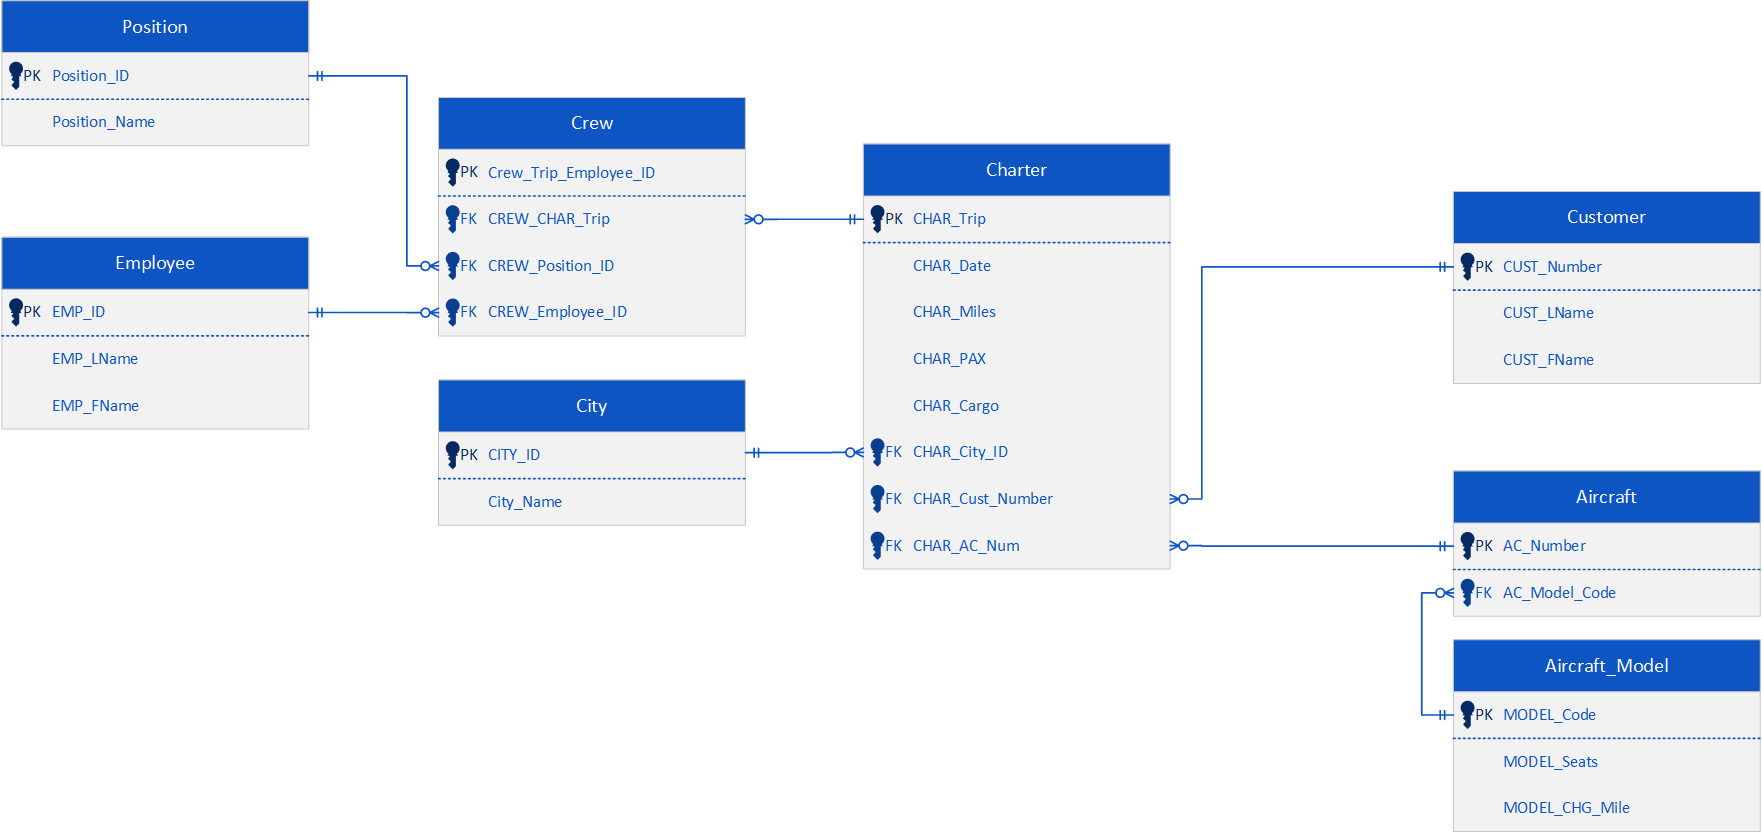 Position
PK Position_ID
Position_Name
Employee
PK EMP_ID
EMP_LName
EMP_FName
Crew
PK Crew_Trip_Employee_ID
FK CREW_CHAR_Trip
FK CREW_Position_ID
FK CREW_Employee_ID
City
PK CITY_ID
City_Name
Charter
PK CHAR_Trip
CHAR_Date
CHAR_Miles
CHAR_PAX
CHAR_Cargo
FK CHAR_City_ID
FK CHAR_Cust_Number
FK CHAR_AC_Num
Customer
PK CUST_Number
CUST_LName
CUST_FName
Aircraft
PK AC_Number
FK AC_Model_Code
Aircraft_Model
PK MODEL_Code
MODEL_Seats
MODEL_CHG_Mile